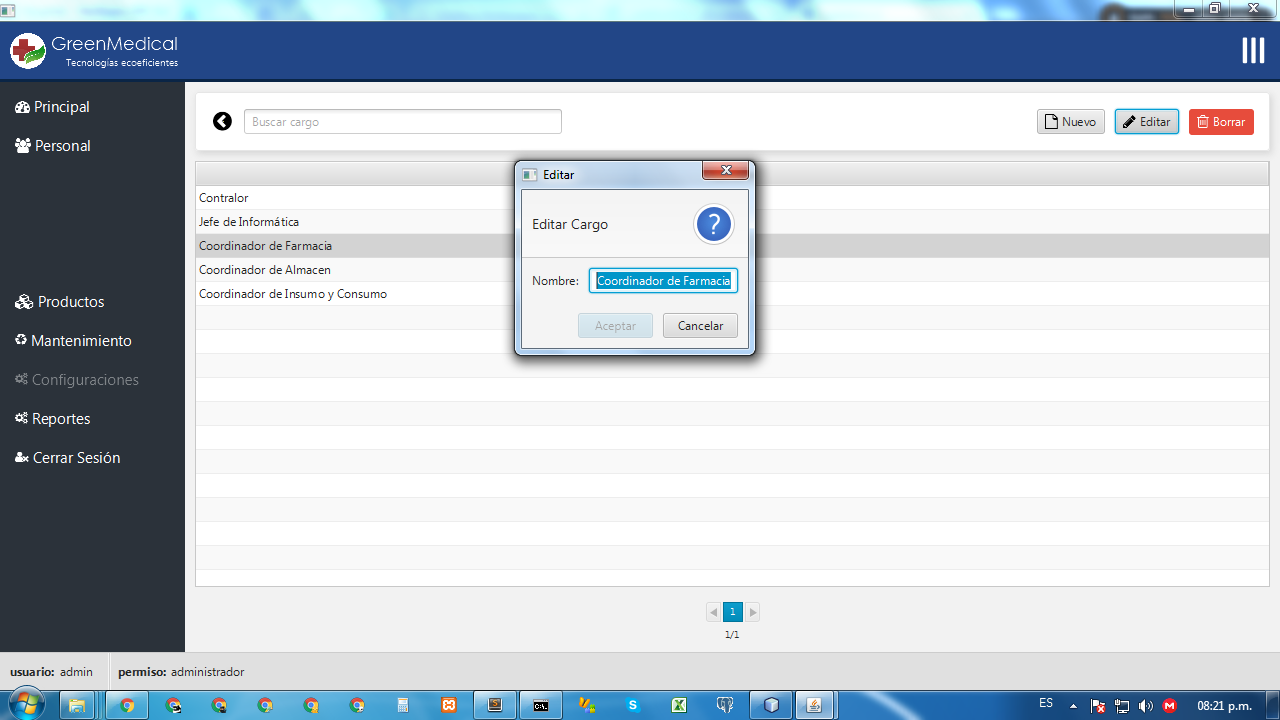 GreenMedical
Tecnologías ecoeficientes
Principal
Personal
Productos
Mantenimiento
Configuraciones
Reportes
Cerrar Sesión
Buscar cargo
Nuevo
Editar
Borrar
Contralor
Jefe de Informática
Coordinador de Farmacia
Coordinador de Almacen
Coordinador de Insumo y Consumo
Editar
Editar Cargo
?
Nombre: Coordinador de Farmacia
Aceptar
Cancelar
1
1/1
usuario: admin
permiso: administrador
ES
08:21 p.m.